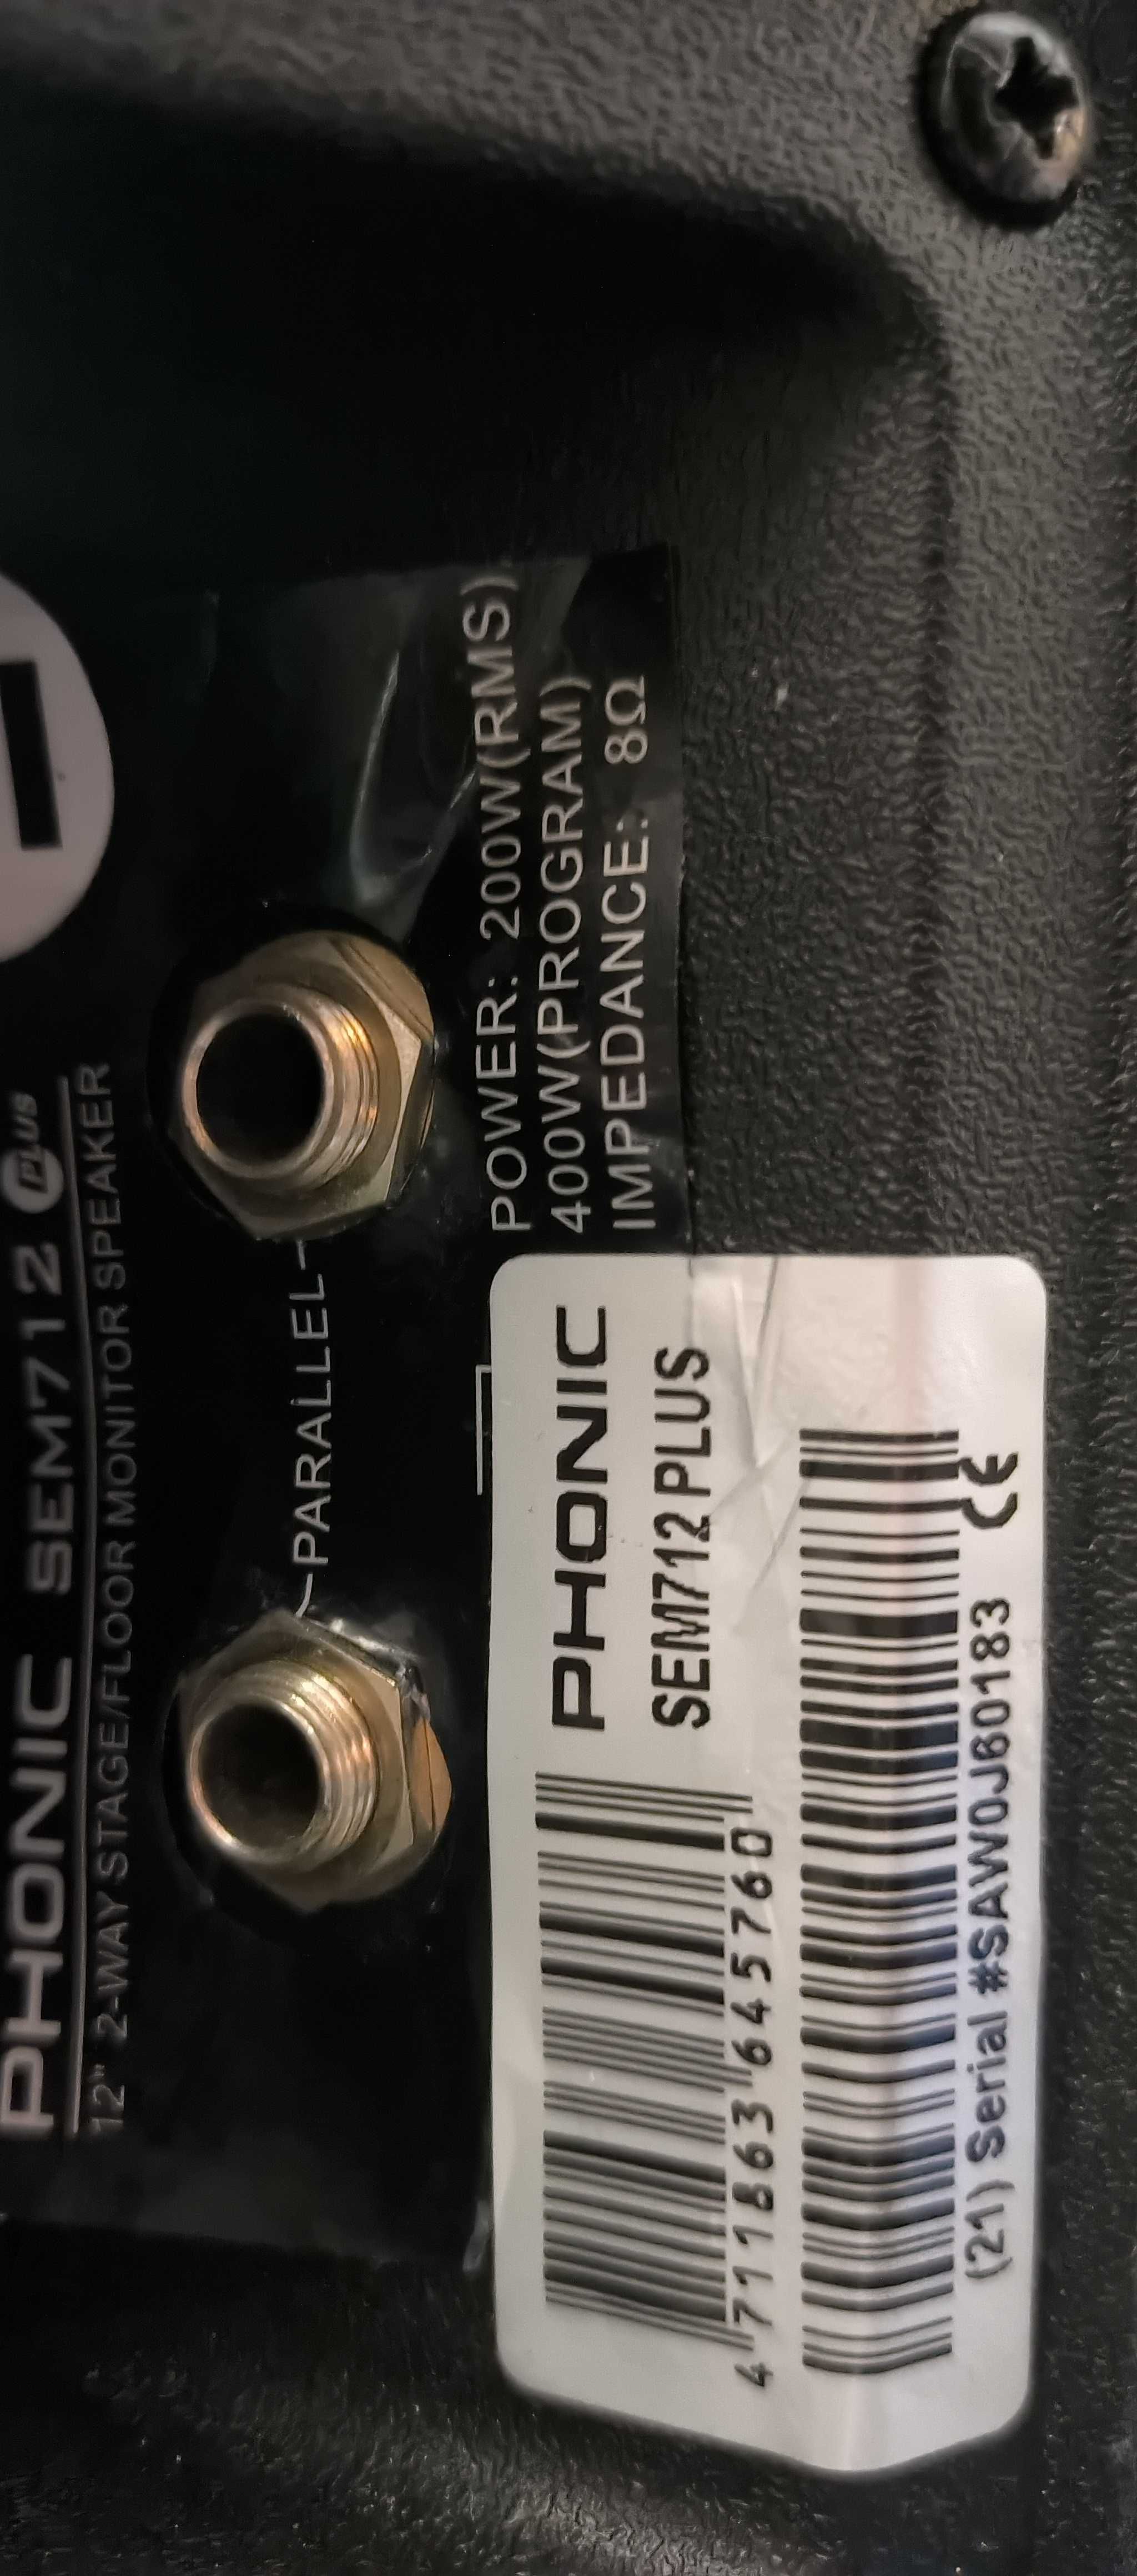 PHONIC SEM712 PLUS
12" 2-WAY STAGE/FLOOR MONITOR SPEAKER
PARALLEL
POWER: 200W(RMS)
400W(PROGRAM)
IMPEDANCE: 8Ω
PHONIC
SEM712 PLUS
4 711863 645760
(21) Serial #SAW0J60183 CE